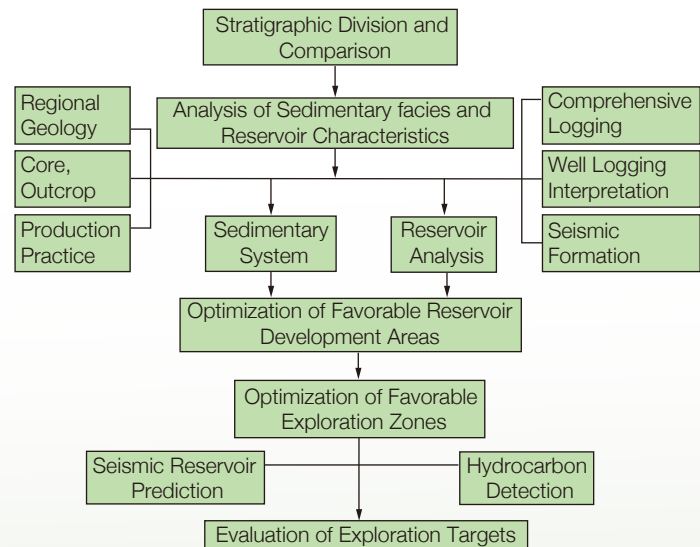 Stratigraphic Division and
Comparison
Regional
Geology
Analysis of Sedimentary facies and
Reservoir Characteristics
Comprehensive
Logging
Core,
Outcrop
Well Logging
Interpretation
Production
Practice
Sedimentary
System
Reservoir
Analysis
Seismic
Formation
Optimization of Favorable Reservoir
Development Areas
Optimization of Favorable
Exploration Zones
Seismic Reservoir
Prediction
Hydrocarbon
Detection
Evaluation of Exploration Targets